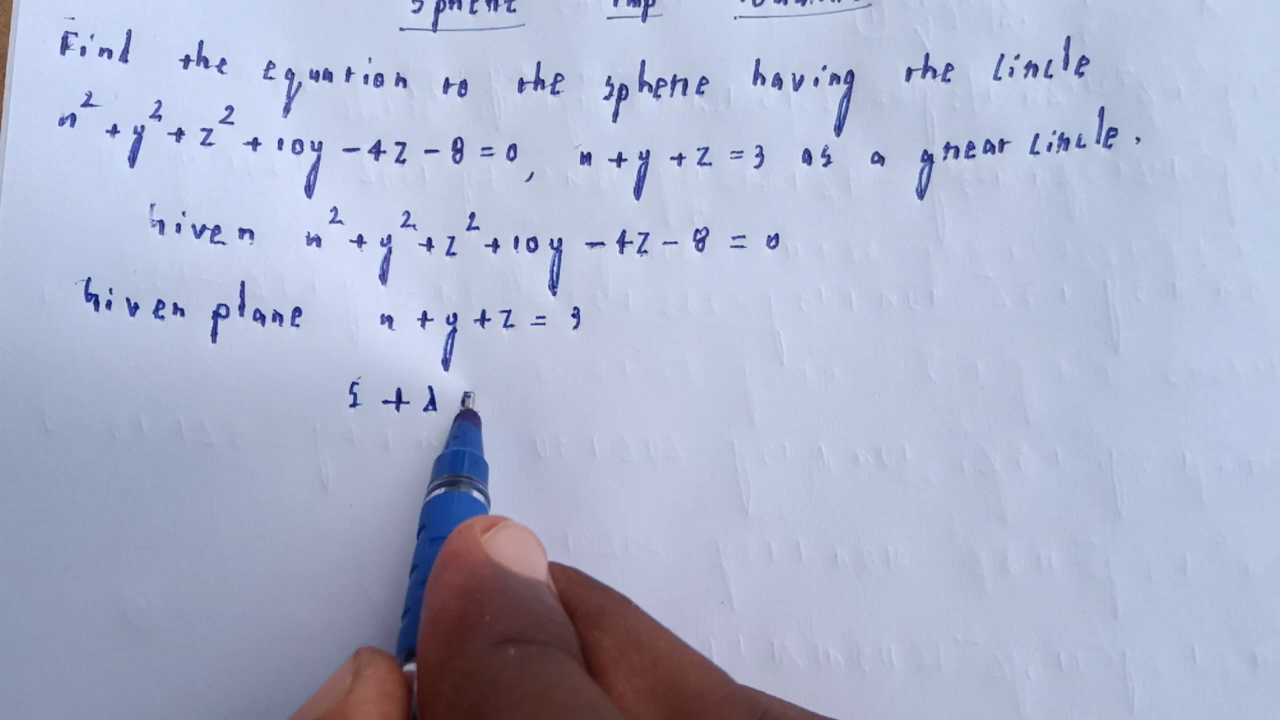 Find the equation to the sphere having the circle
x² + y² + z² + 10y - 4z - 8 = 0, x + y + z = 3 as a great circle.
Given x² + y² + z² + 10y - 4z - 8 = 0
Given plane x + y + z = 3
S + λ